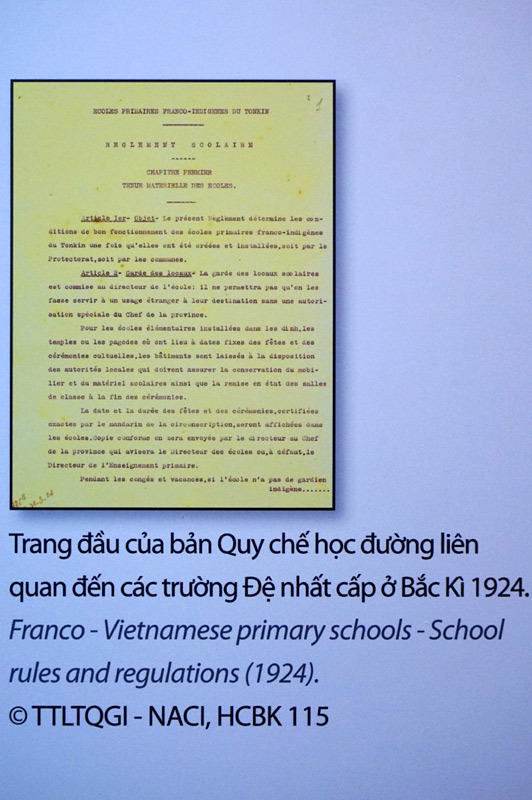 1
ECOLES PRIMAIRES FRANCO-INDIGENES DU TONKIN
REGLEMENT SCOLAIRE
CHAPITRE PREMIER
TENUE MATERIELLE DES ECOLES.
Article 1er- Objet- Le présent Règlement détermine les con-
ditions de bon fonctionnement des écoles primaires franco-indigènes
du Tonkin une fois qu'elles ont été créées et installées,soit par le
Protectorat,soit par les communes.
Article 2- Garde des locaux- La garde des locaux scolaires
est commise au directeur de l'école: il ne permettra pas qu'on les
fasse servir à un usage étranger à leur destination sans une autori-
sation spéciale du Chef de la province.
Pour les écoles élémentaires installées dans les dinh,les
temples ou les pagodes où ont lieu à dates fixes des fêtes et des
cérémonies cultuelles,les bâtiments sont laissés à la disposition
des autorités locales qui doivent assurer la conservation du mobi-
lier et du matériel scolaires ainsi que la remise en état des salles
de classe à la fin des cérémonies.
La date et la durée des fêtes et des cérémonies,certifiées
exactes par le mandarin de la circonscription,seront affichées dans
les écoles.Copie conforme en sera envoyée par le directeur au Chef
de la province qui avisera le Directeur des écoles ou,à défaut,le
Directeur de l'Enseignement primaire.
Pendant les congés et vacances,si l'école n'a pas de gardien
indigène.......
Trang đầu của bản Quy chế học đường liên
quan đến các trường Đệ nhất cấp ở Bắc Kì 1924.
Franco - Vietnamese primary schools - School
rules and regulations (1924).
© TTLTQGI - NACI, HCBK 115